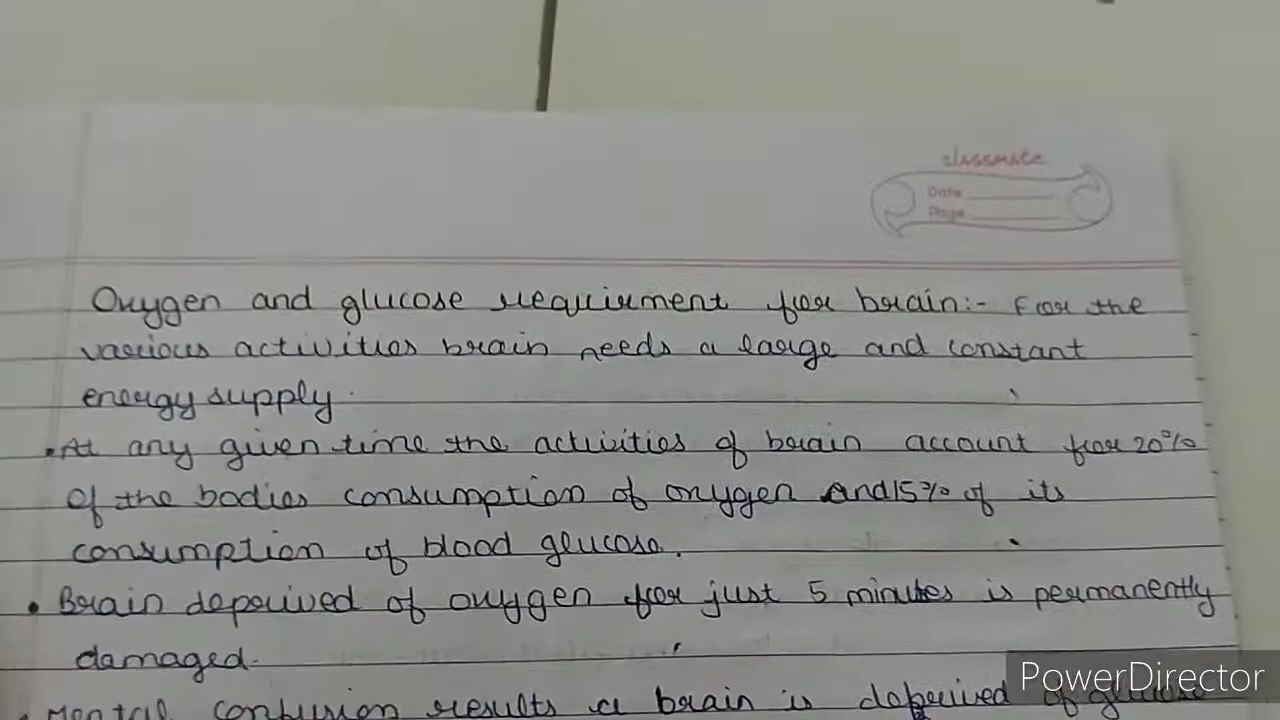 classmate
Date
Page
Oxygen and glucose requirment for brain:- For the
various activities brain needs a large and constant
energy supply.
• At any given time the activities of brain account for 20%
of the bodies consumption of oxygen and 15% of its
consumption of blood glucose.
• Brain deprived of oxygen for just 5 minutes is permanently
damaged.
• Mental confusion results a brain is deprived of glucose
PowerDirector